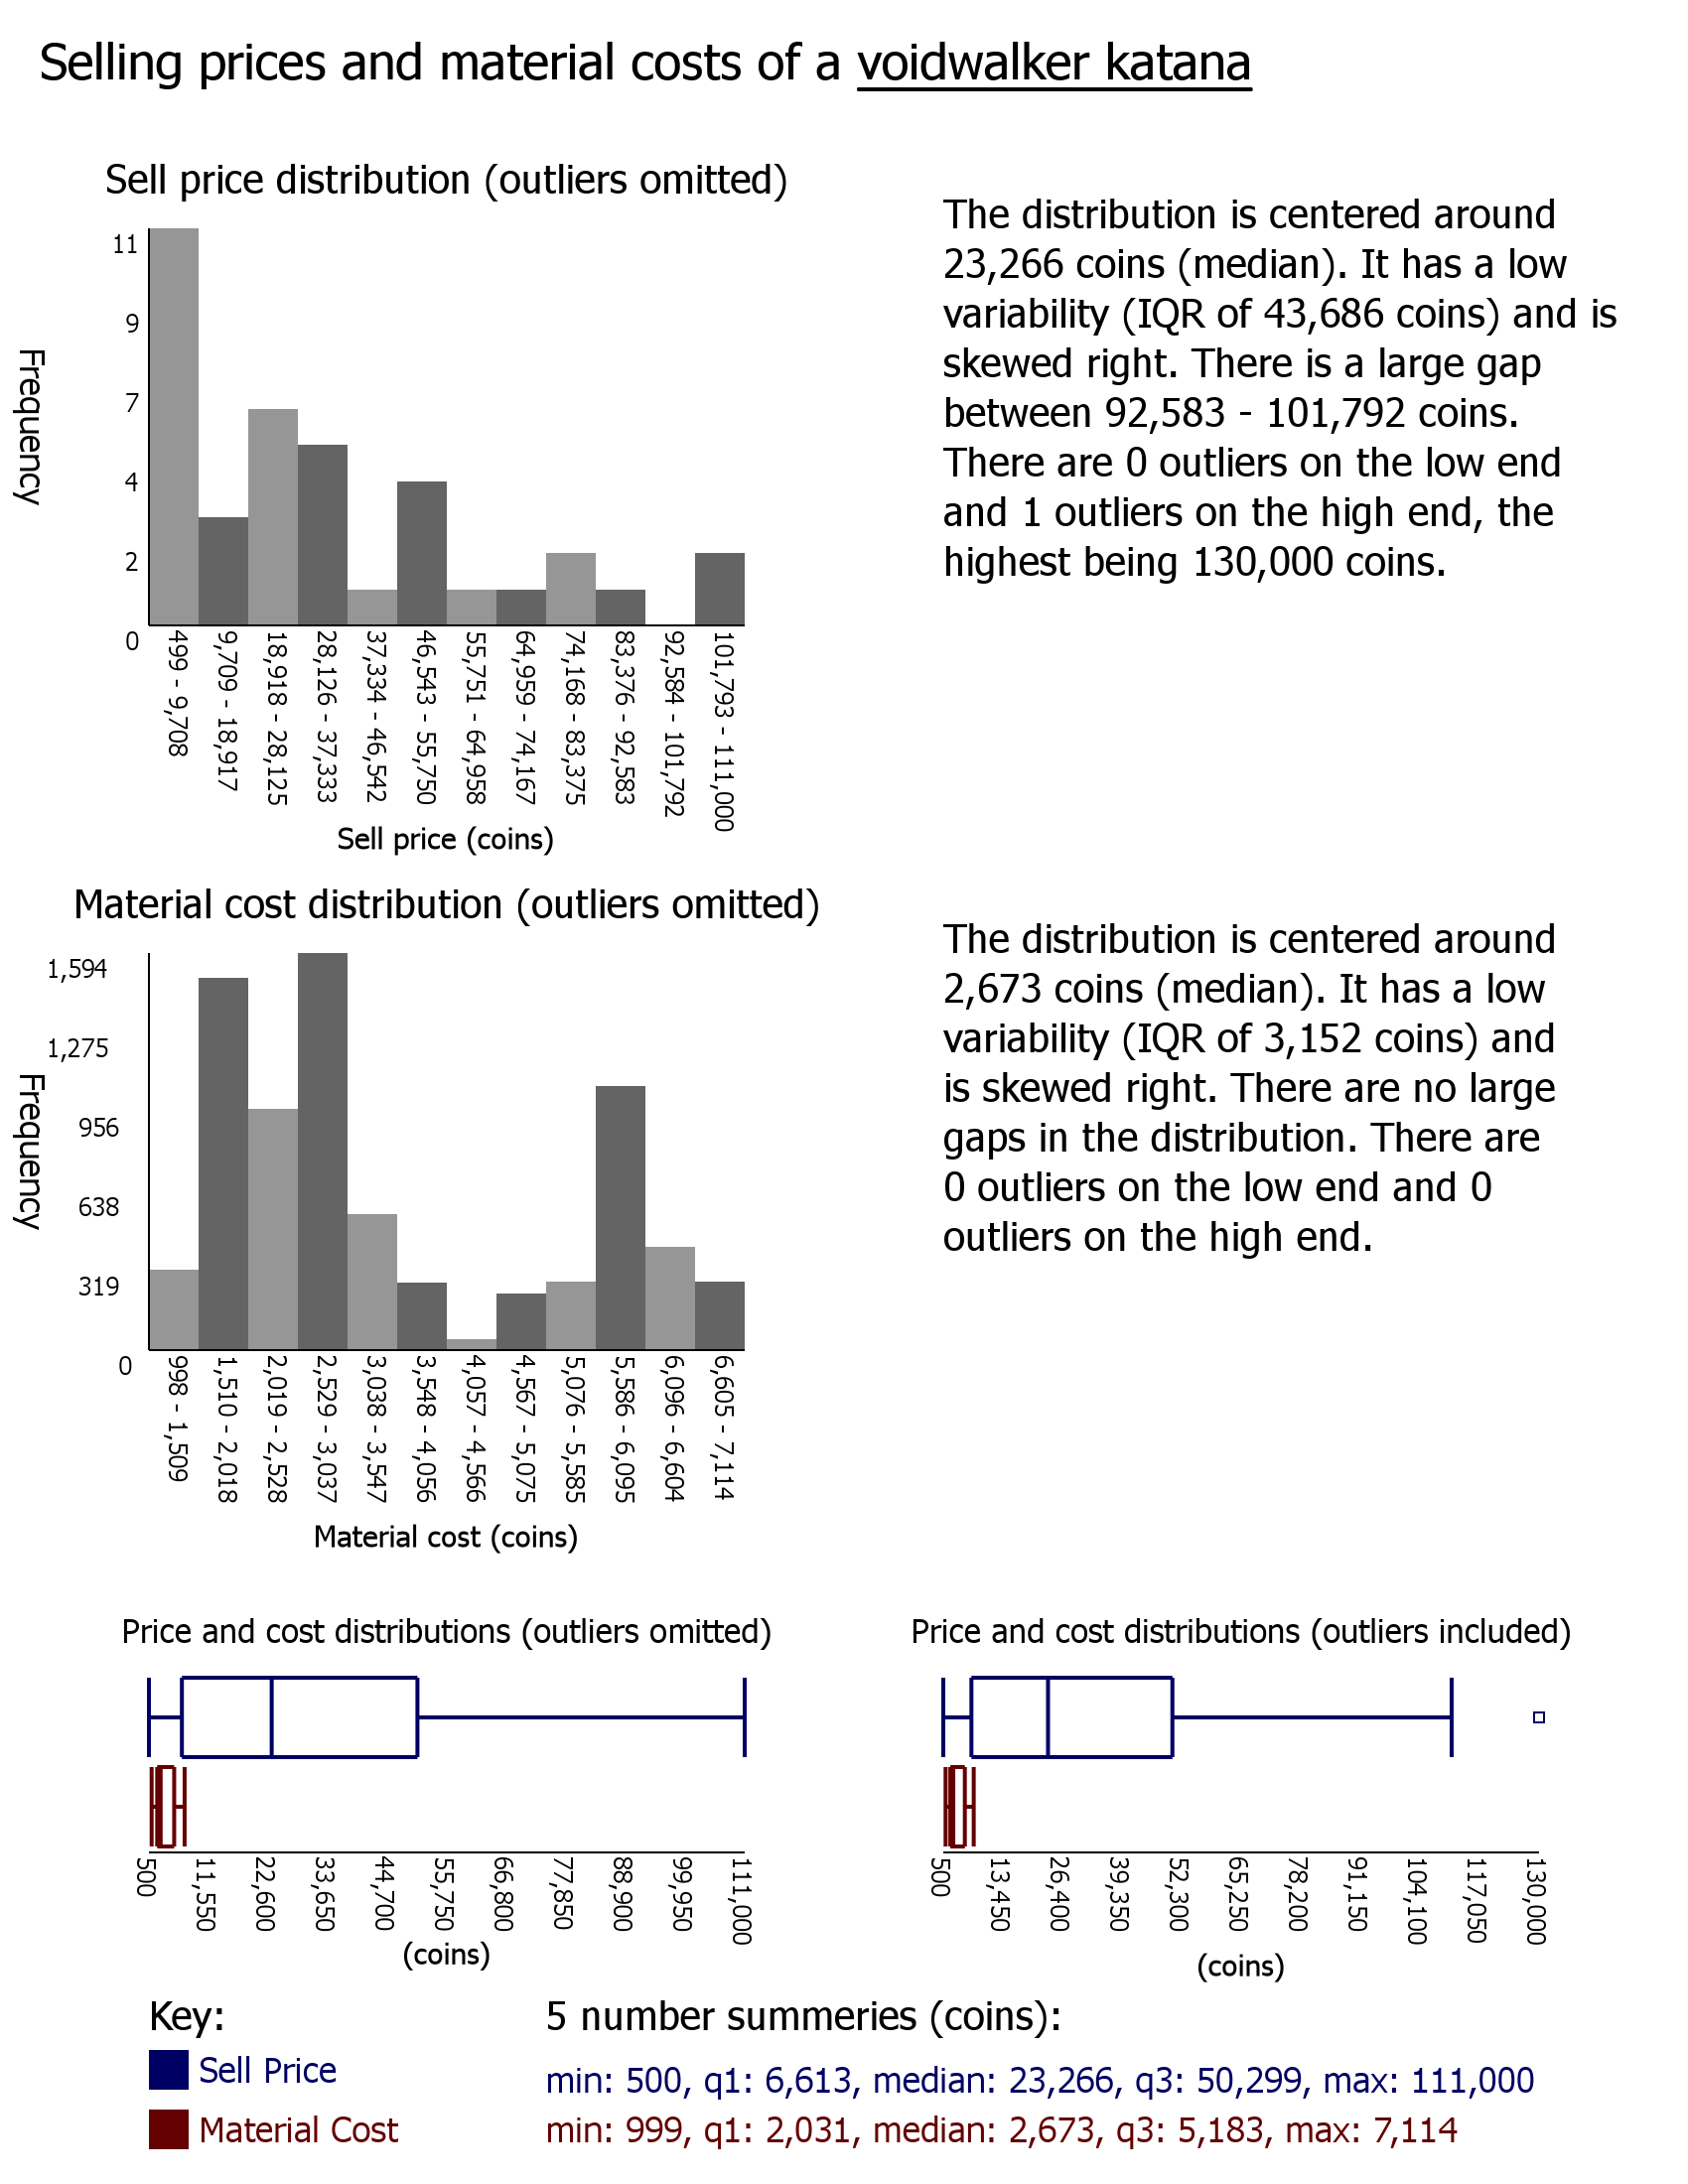 Selling prices and material costs of a voidwalker katana
Sell price distribution (outliers omitted)
11
9
7
4
2
0
Frequency
499 - 9,708
9,709 - 18,917
18,918 - 28,125
28,126 - 37,333
37,334 - 46,542
46,543 - 55,750
55,751 - 64,958
64,959 - 74,167
74,168 - 83,375
83,376 - 92,583
92,584 - 101,792
101,793 - 111,000
Sell price (coins)
The distribution is centered around
23,266 coins (median). It has a low
variability (IQR of 43,686 coins) and is
skewed right. There is a large gap
between 92,583 - 101,792 coins.
There are 0 outliers on the low end
and 1 outliers on the high end, the
highest being 130,000 coins.
Material cost distribution (outliers omitted)
1,594
1,275
956
638
319
0
Frequency
998 - 1,509
1,510 - 2,018
2,019 - 2,528
2,529 - 3,037
3,038 - 3,547
3,548 - 4,056
4,057 - 4,566
4,567 - 5,075
5,076 - 5,585
5,586 - 6,095
6,096 - 6,604
6,605 - 7,114
Material cost (coins)
The distribution is centered around
2,673 coins (median). It has a low
variability (IQR of 3,152 coins) and
is skewed right. There are no large
gaps in the distribution. There are
0 outliers on the low end and 0
outliers on the high end.
Price and cost distributions (outliers omitted)
500
11,550
22,600
33,650
44,700
55,750
66,800
77,850
88,900
99,950
111,000
(coins)
Price and cost distributions (outliers included)
500
13,450
26,400
39,350
52,300
65,250
78,200
91,150
104,100
117,050
130,000
(coins)
Key:
Sell Price
Material Cost
5 number summeries (coins):
min: 500, q1: 6,613, median: 23,266, q3: 50,299, max: 111,000
min: 999, q1: 2,031, median: 2,673, q3: 5,183, max: 7,114